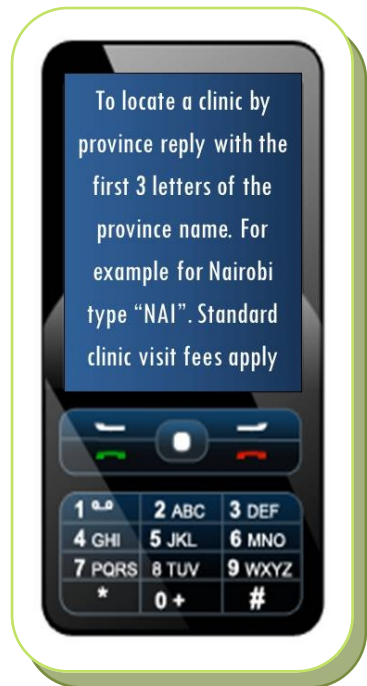 To locate a clinic by
province reply with the
first 3 letters of the
province name. For
example for Nairobi
type “NAI”. Standard
clinic visit fees apply
1 2 ABC 3 DEF
4 GHI 5 JKL 6 MNO
7 PQRS 8 TUV 9 WXYZ
* 0 + #